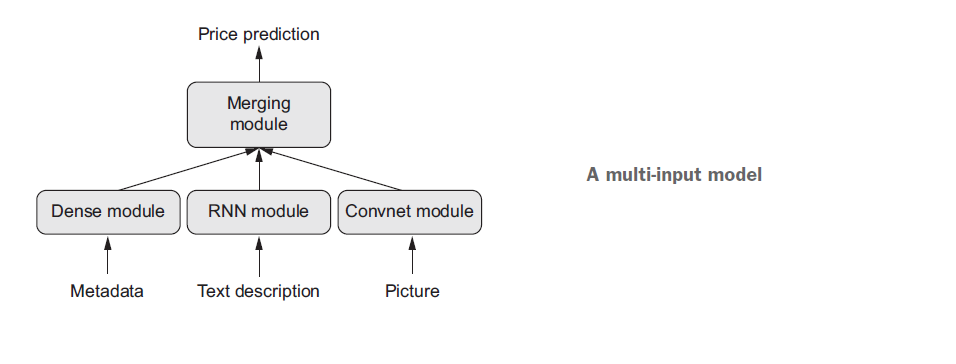 Price prediction
Merging
module
A multi-input model
Dense module
RNN module
Convnet module
Metadata
Text description
Picture